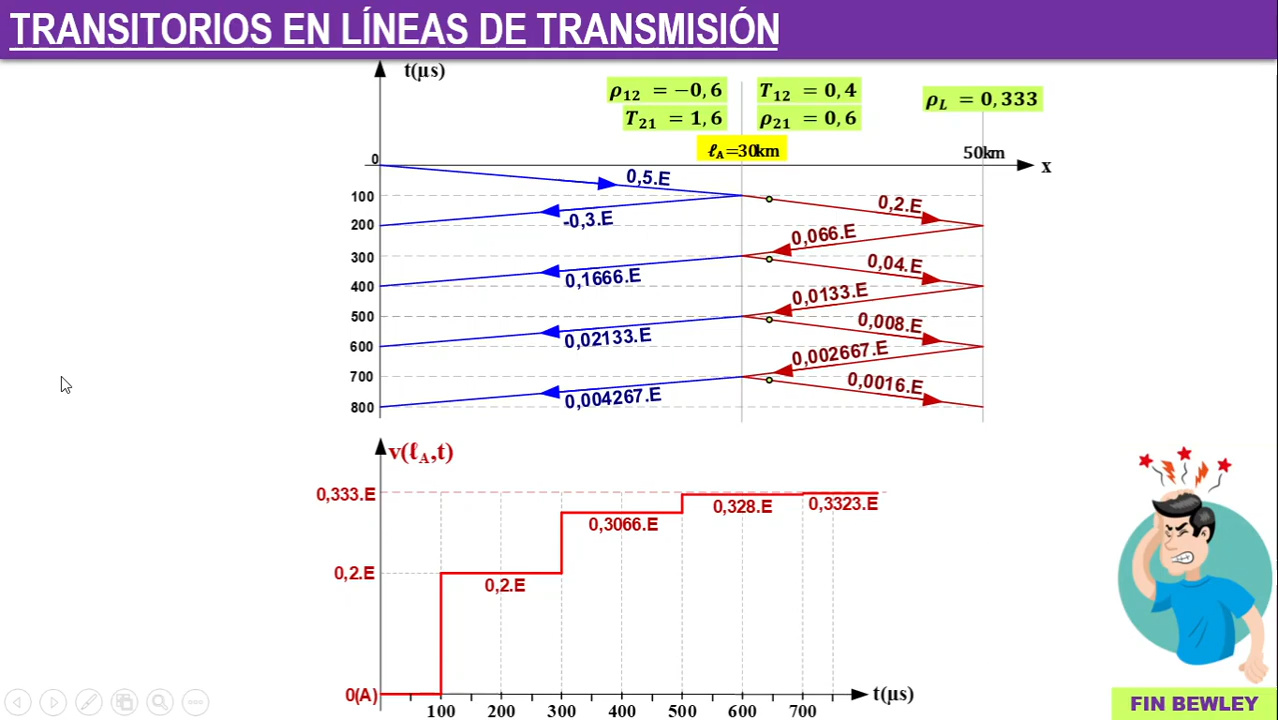 TRANSITORIOS EN LÍNEAS DE TRANSMISIÓN
t(µs)
ρ12 = −0,6
T12 = 0,4
ρL = 0,333
T21 = 1,6
ρ21 = 0,6
ℓA=30km
50km
0
x
0,5.E
100
0,2.E
-0,3.E
200
0,066.E
300
0,04.E
0,1666.E
400
0,0133.E
500
0,008.E
0,02133.E
600
0,002667.E
700
0,0016.E
0,004267.E
800
v(ℓA,t)
0,333.E
0,3066.E
0,328.E
0,3323.E
0,2.E
0,2.E
0(A)
t(µs)
100 200 300 400 500 600 700
FIN BEWLEY